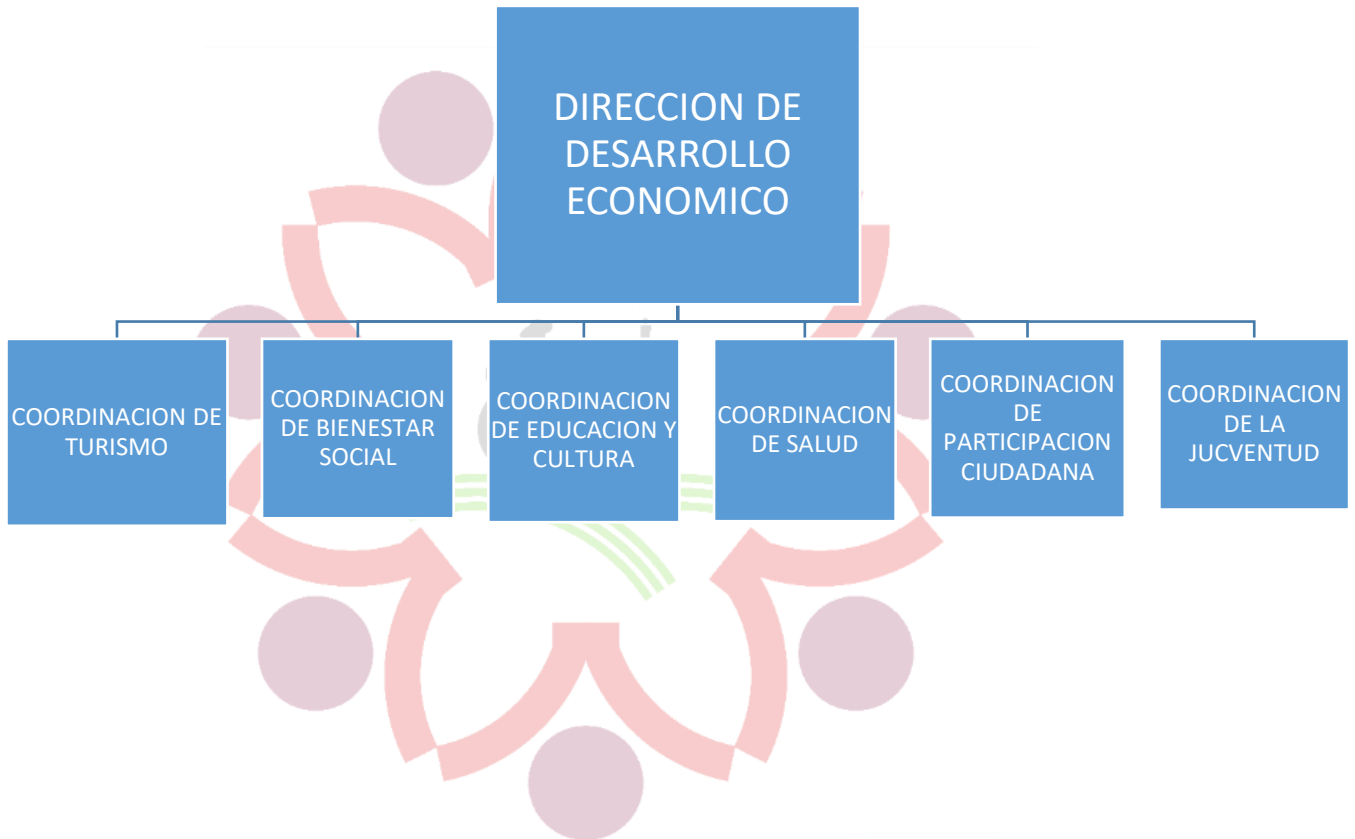 DIRECCION DE
DESARROLLO
ECONOMICO
COORDINACION DE
TURISMO
COORDINACION
DE BIENESTAR
SOCIAL
COORDINACION
DE EDUCACION Y
CULTURA
COORDINACION
DE SALUD
COORDINACION
DE
PARTICIPACION
CIUDADANA
COORDINACION
DE LA
JUCVENTUD